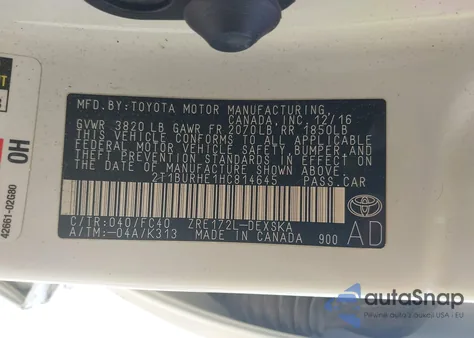 MFD.BY:TOYOTA MOTOR MANUFACTURING
CANADA,INC. 12/16
GVWR 3820LB GAWR FR 2070LB RR 1850LB
THIS VEHICLE CONFORMS TO ALL APPLICABLE
FEDERAL MOTOR VEHICLE SAFETY,BUMPER AND
THEFT PREVENTION STANDARDS IN EFFECT ON
THE DATE OF MANUFACTURE SHOWN ABOVE.
2T1BURHE1HC814645 PASS.CAR
C/TR:040/FC40 ZRE172L-DEXSKA
A/TM:-04A/K313 MADE IN CANADA 900
AD
42661-02G80
OH
autoSnap